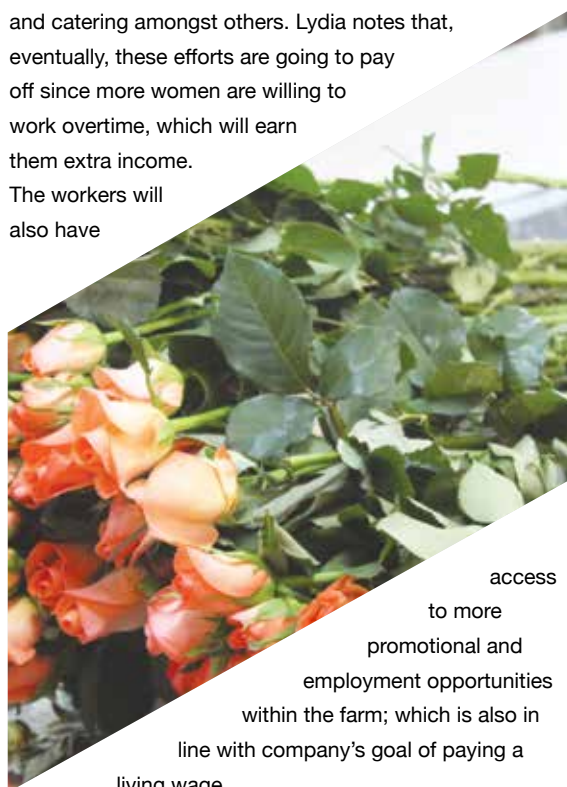 and catering amongst others. Lydia notes that,
eventually, these efforts are going to pay
off since more women are willing to
work overtime, which will earn
them extra income.
The workers will
also have
access
to more
promotional and
employment opportunities
within the farm; which is also in
line with company's goal of paying a
living wage